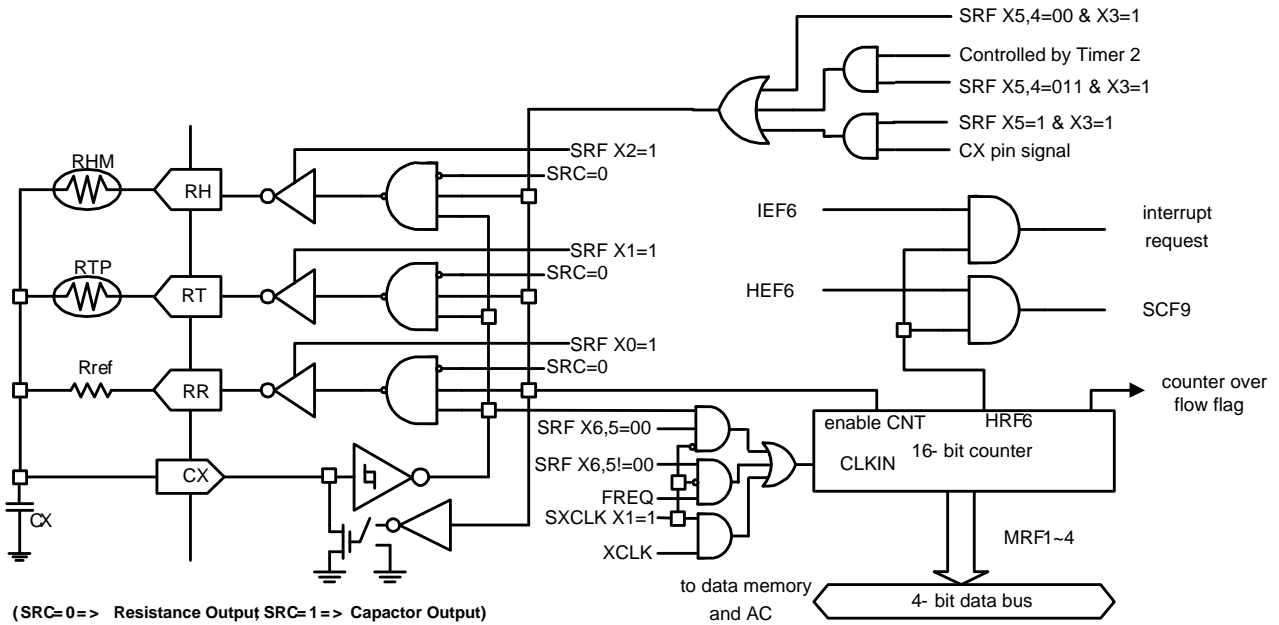 SRF X5,4=00 & X3=1
Controlled by Timer 2
SRF X5,4=011 & X3=1
SRF X5=1 & X3=1
CX pin signal
RHM
RH
SRF X2=1
SRC=0
IEF6
interrupt
request
RTP
RT
SRF X1=1
SRC=0
HEF6
SCF9
Rref
RR
SRF X0=1
SRC=0
counter over
flow flag
enable CNT
HRF6
16- bit counter
CLKIN
SRF X6,5=00
SRF X6,5!=00
FREQ
SXCLK X1=1
XCLK
CX
CX
MRF1~4
to data memory
and AC
4- bit data bus
(SRC=0=> Resistance Output, SRC=1=> Capactor Output)